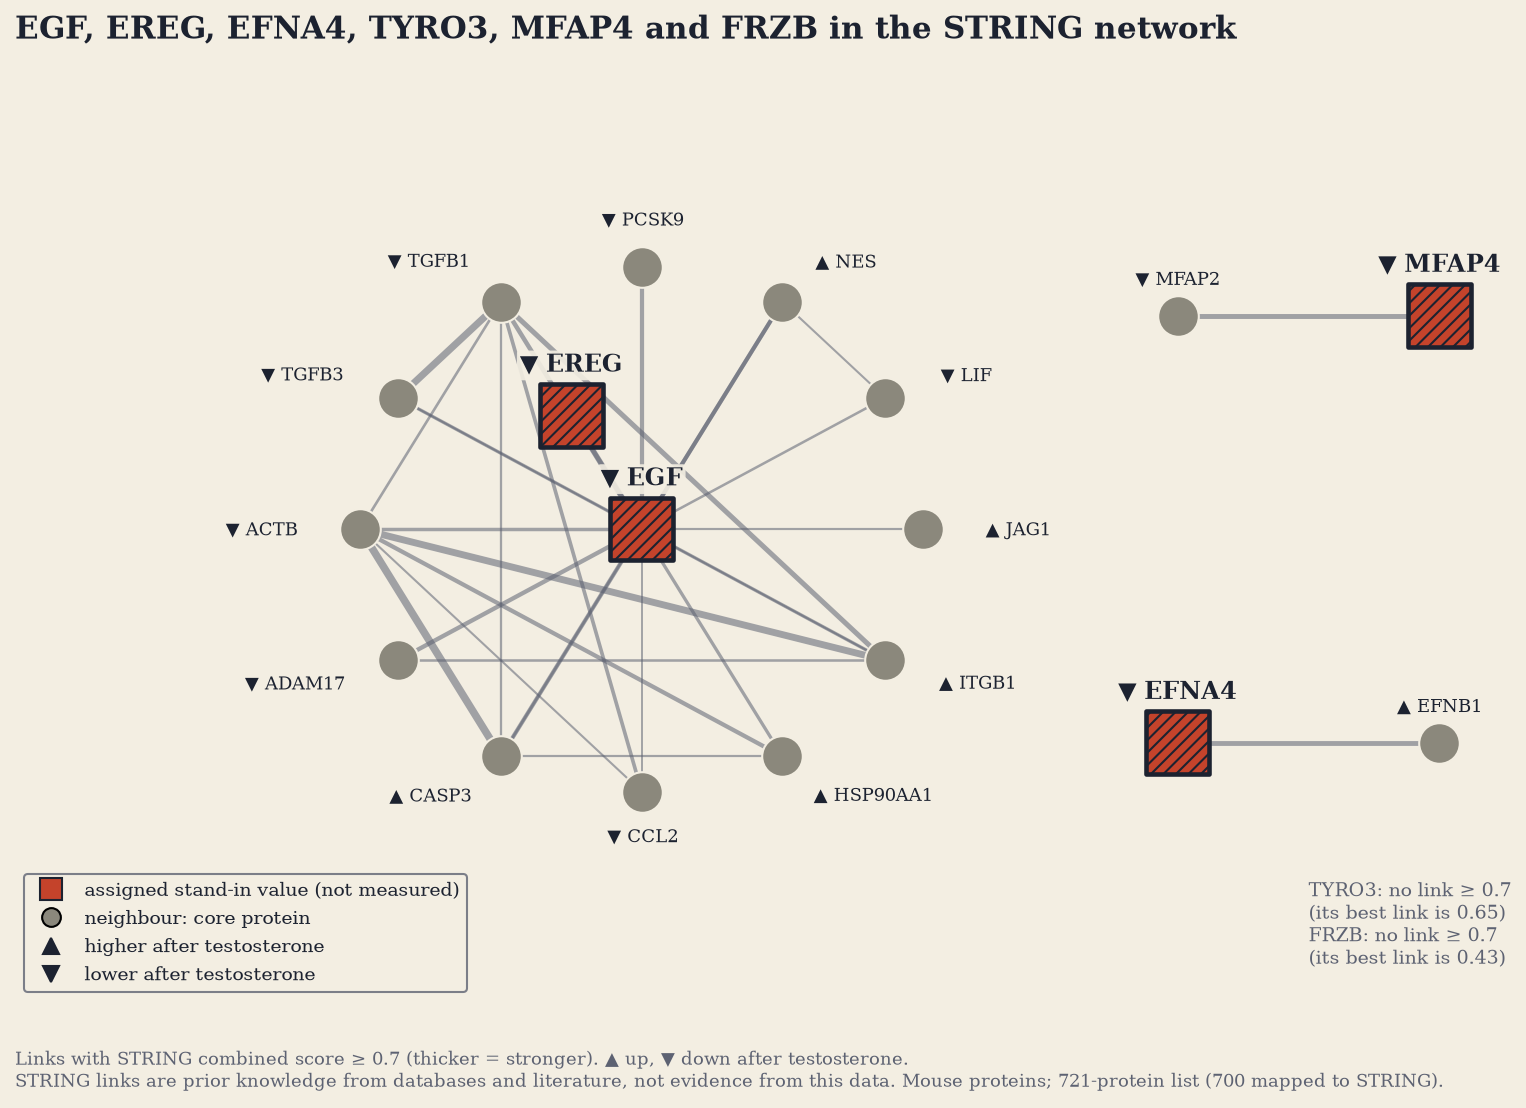 EGF, EREG, EFNA4, TYRO3, MFAP4 and FRZB in the STRING network
▼ PCSK9
▼ TGFB1
▲ NES
▼ MFAP4
▼ MFAP2
▼ EREG
▼ TGFB3
▼ LIF
▼ EGF
▼ ACTB
▲ JAG1
▼ ADAM17
▲ ITGB1
▼ EFNA4
▲ EFNB1
▲ CASP3
▲ HSP90AA1
▼ CCL2
assigned stand-in value (not measured)
neighbour: core protein
▲ higher after testosterone
▼ lower after testosterone
TYRO3: no link ≥ 0.7
(its best link is 0.65)
FRZB: no link ≥ 0.7
(its best link is 0.43)
Links with STRING combined score ≥ 0.7 (thicker = stronger). ▲ up, ▼ down after testosterone.
STRING links are prior knowledge from databases and literature, not evidence from this data. Mouse proteins; 721-protein list (700 mapped to STRING).